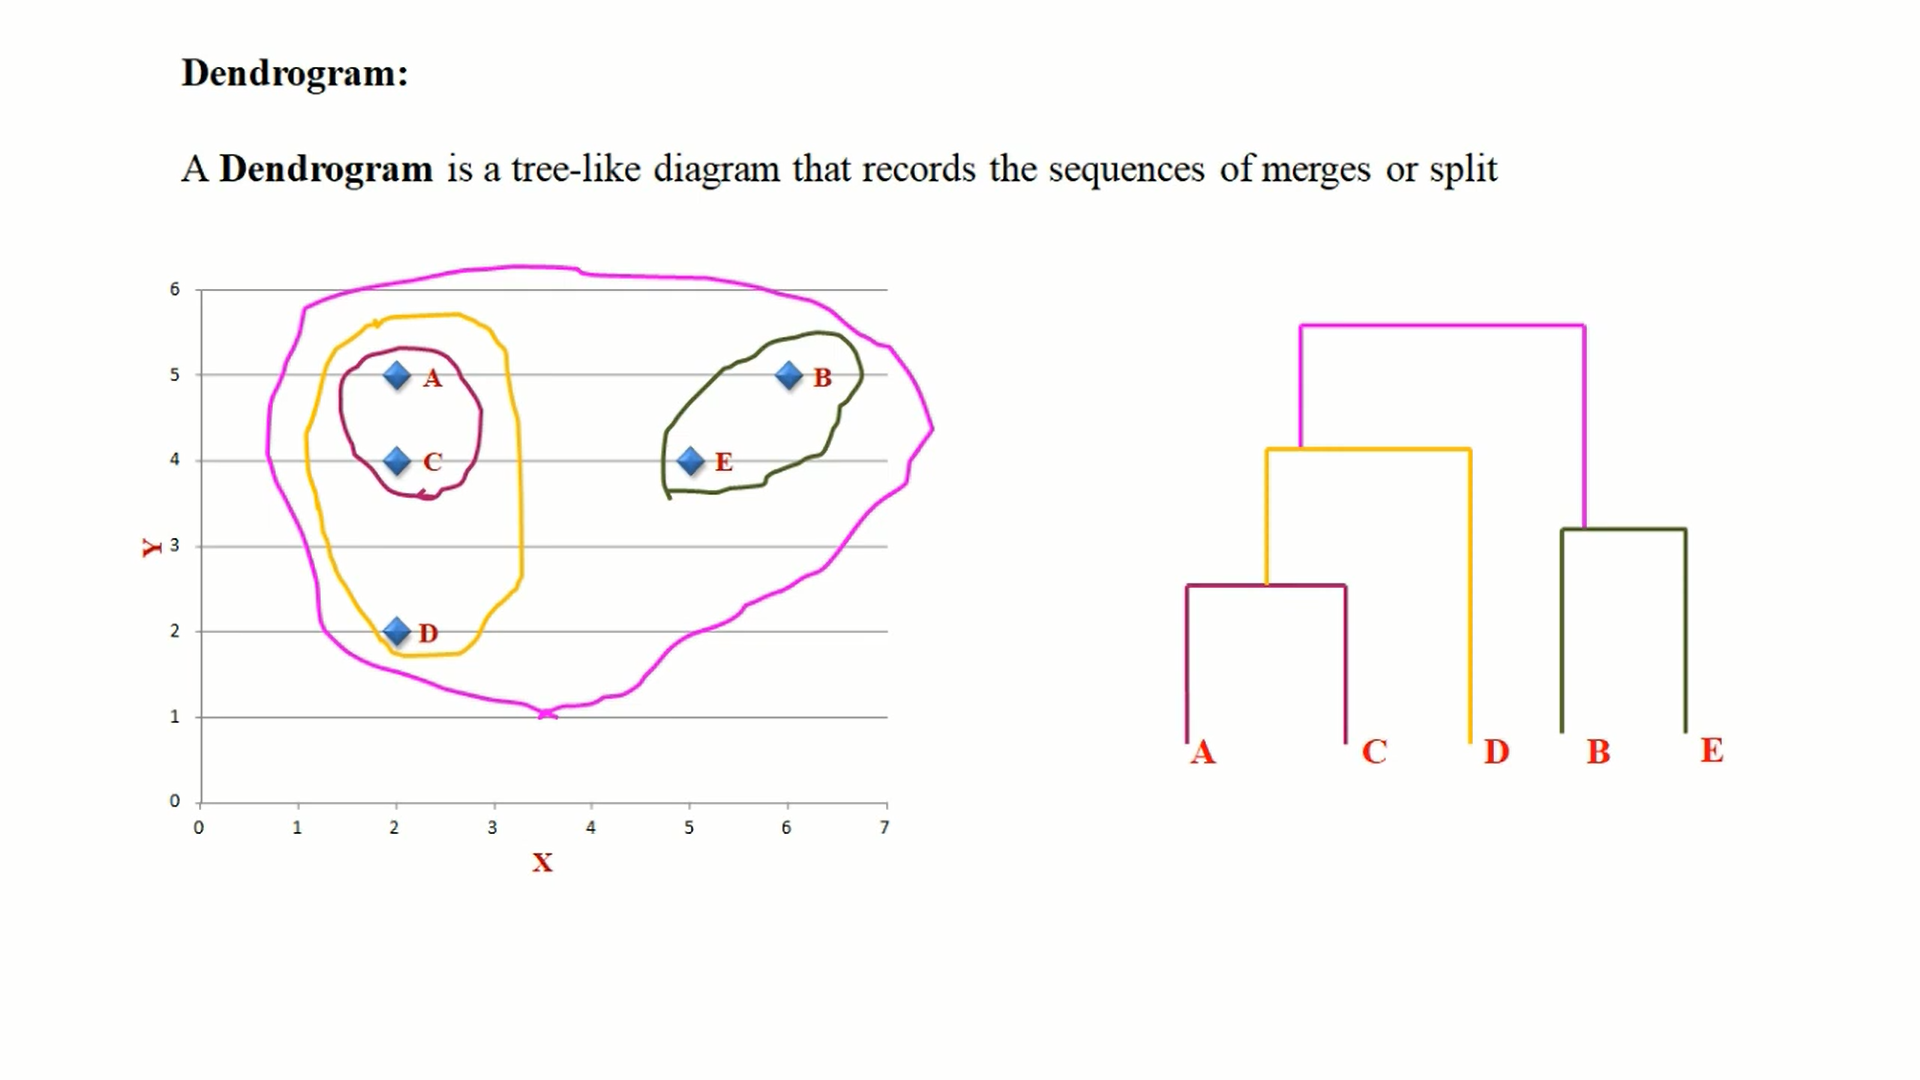 Dendrogram:
A Dendrogram is a tree-like diagram that records the sequences of merges or split
6
5
4
3
2
1
0
Y
A
B
C
E
D
0 1 2 3 4 5 6 7
X
A C D B E